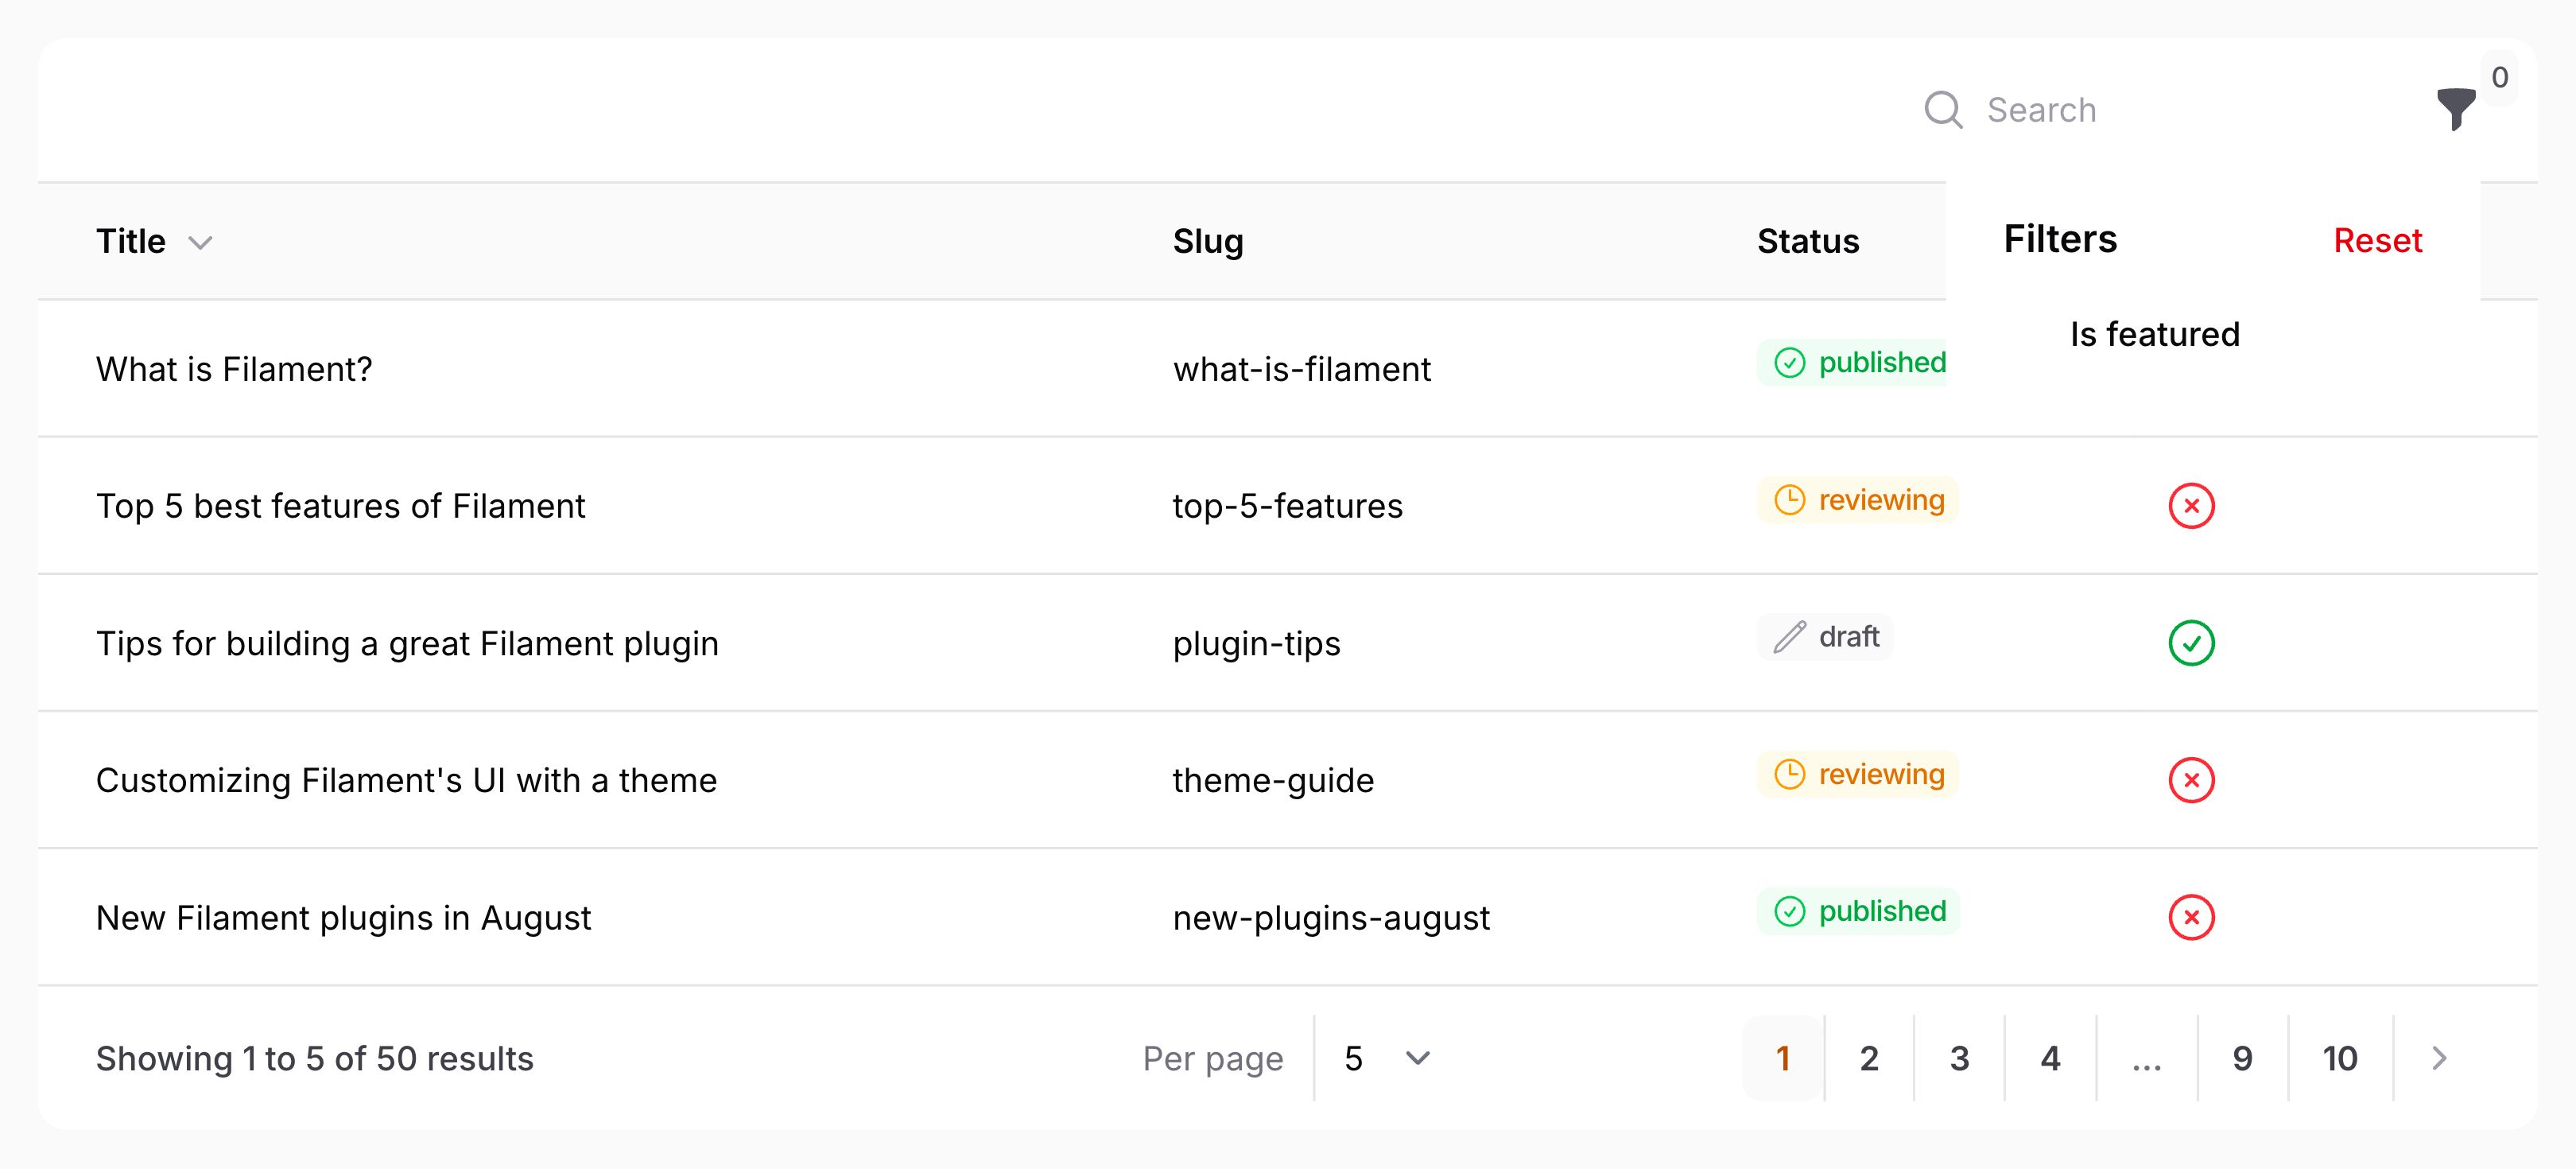 Search
0
Title
Slug
Status
Filters
Reset
Is featured
What is Filament?
what-is-filament
published
Top 5 best features of Filament
top-5-features
reviewing
Tips for building a great Filament plugin
plugin-tips
draft
Customizing Filament's UI with a theme
theme-guide
reviewing
New Filament plugins in August
new-plugins-august
published
Showing 1 to 5 of 50 results
Per page
5
1
2
3
4
...
9
10